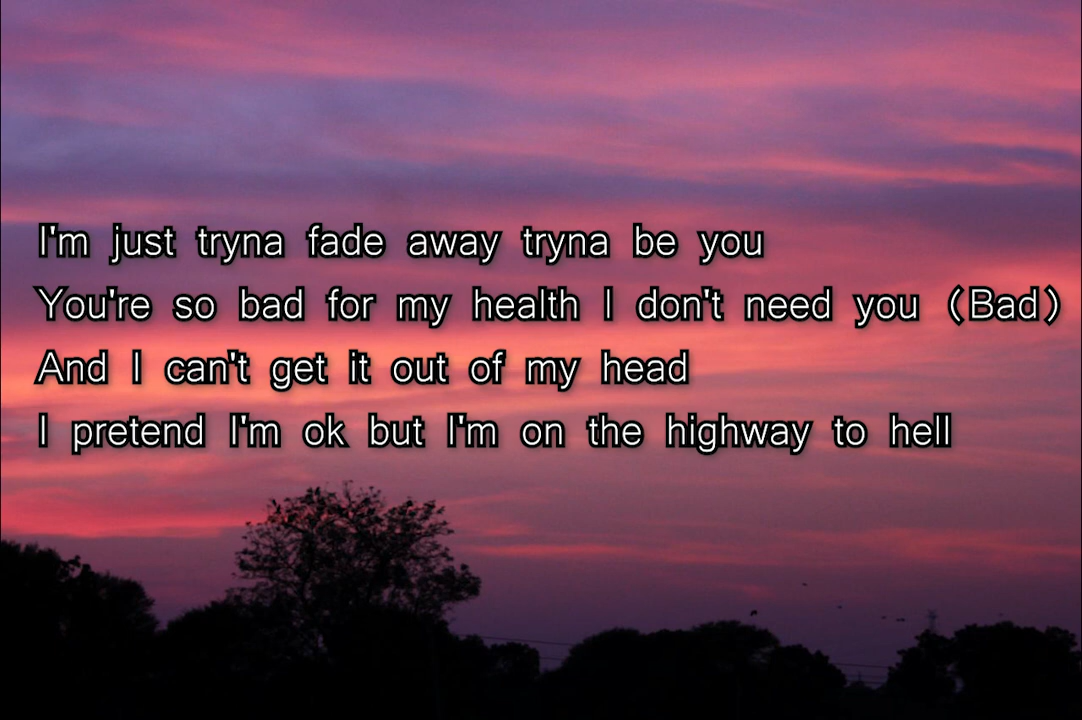 I'm just tryna fade away tryna be you
You're so bad for my health I don't need you (Bad)
And I can't get it out of my head
I pretend I'm ok but I'm on the highway to hell